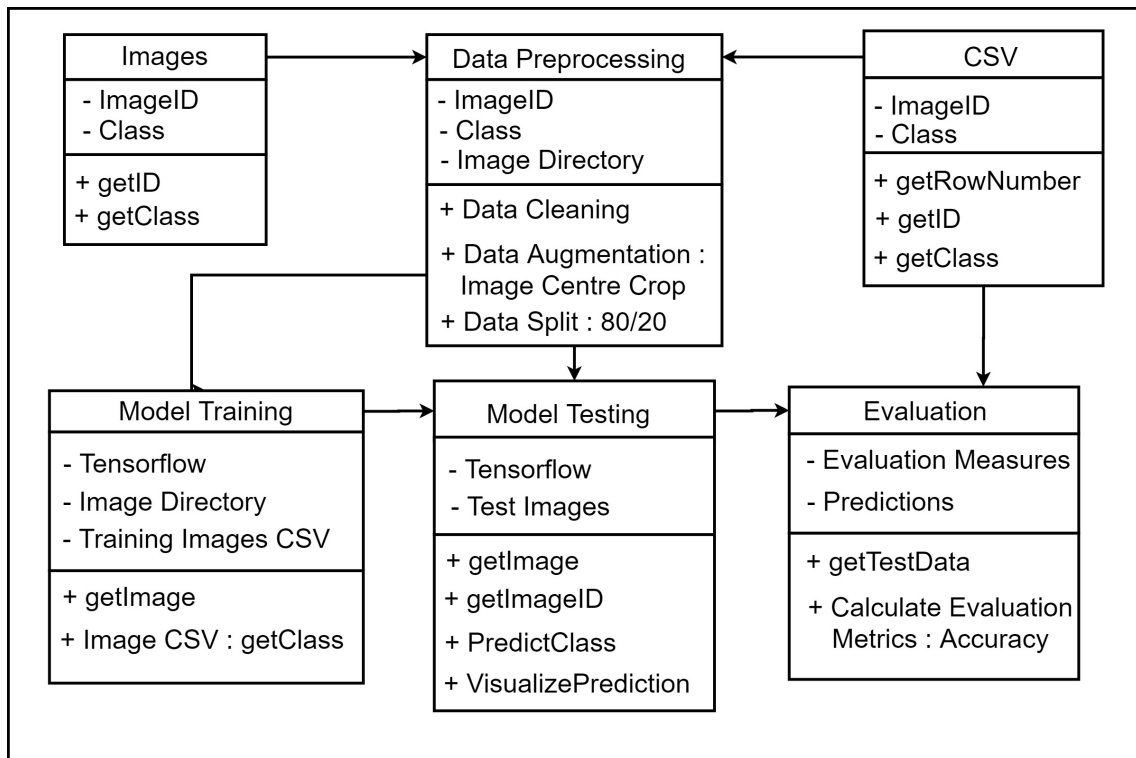 Images
- ImageID
- Class
+ getID
+ getClass
Data Preprocessing
- ImageID
- Class
- Image Directory
+ Data Cleaning
+ Data Augmentation :
Image Centre Crop
+ Data Split : 80/20
CSV
- ImageID
- Class
+ getRowNumber
+ getID
+ getClass
Model Training
- Tensorflow
- Image Directory
- Training Images CSV
+ getImage
+ Image CSV : getClass
Model Testing
- Tensorflow
- Test Images
+ getImage
+ getImageID
+ PredictClass
+ VisualizePrediction
Evaluation
- Evaluation Measures
- Predictions
+ getTestData
+ Calculate Evaluation
Metrics : Accuracy